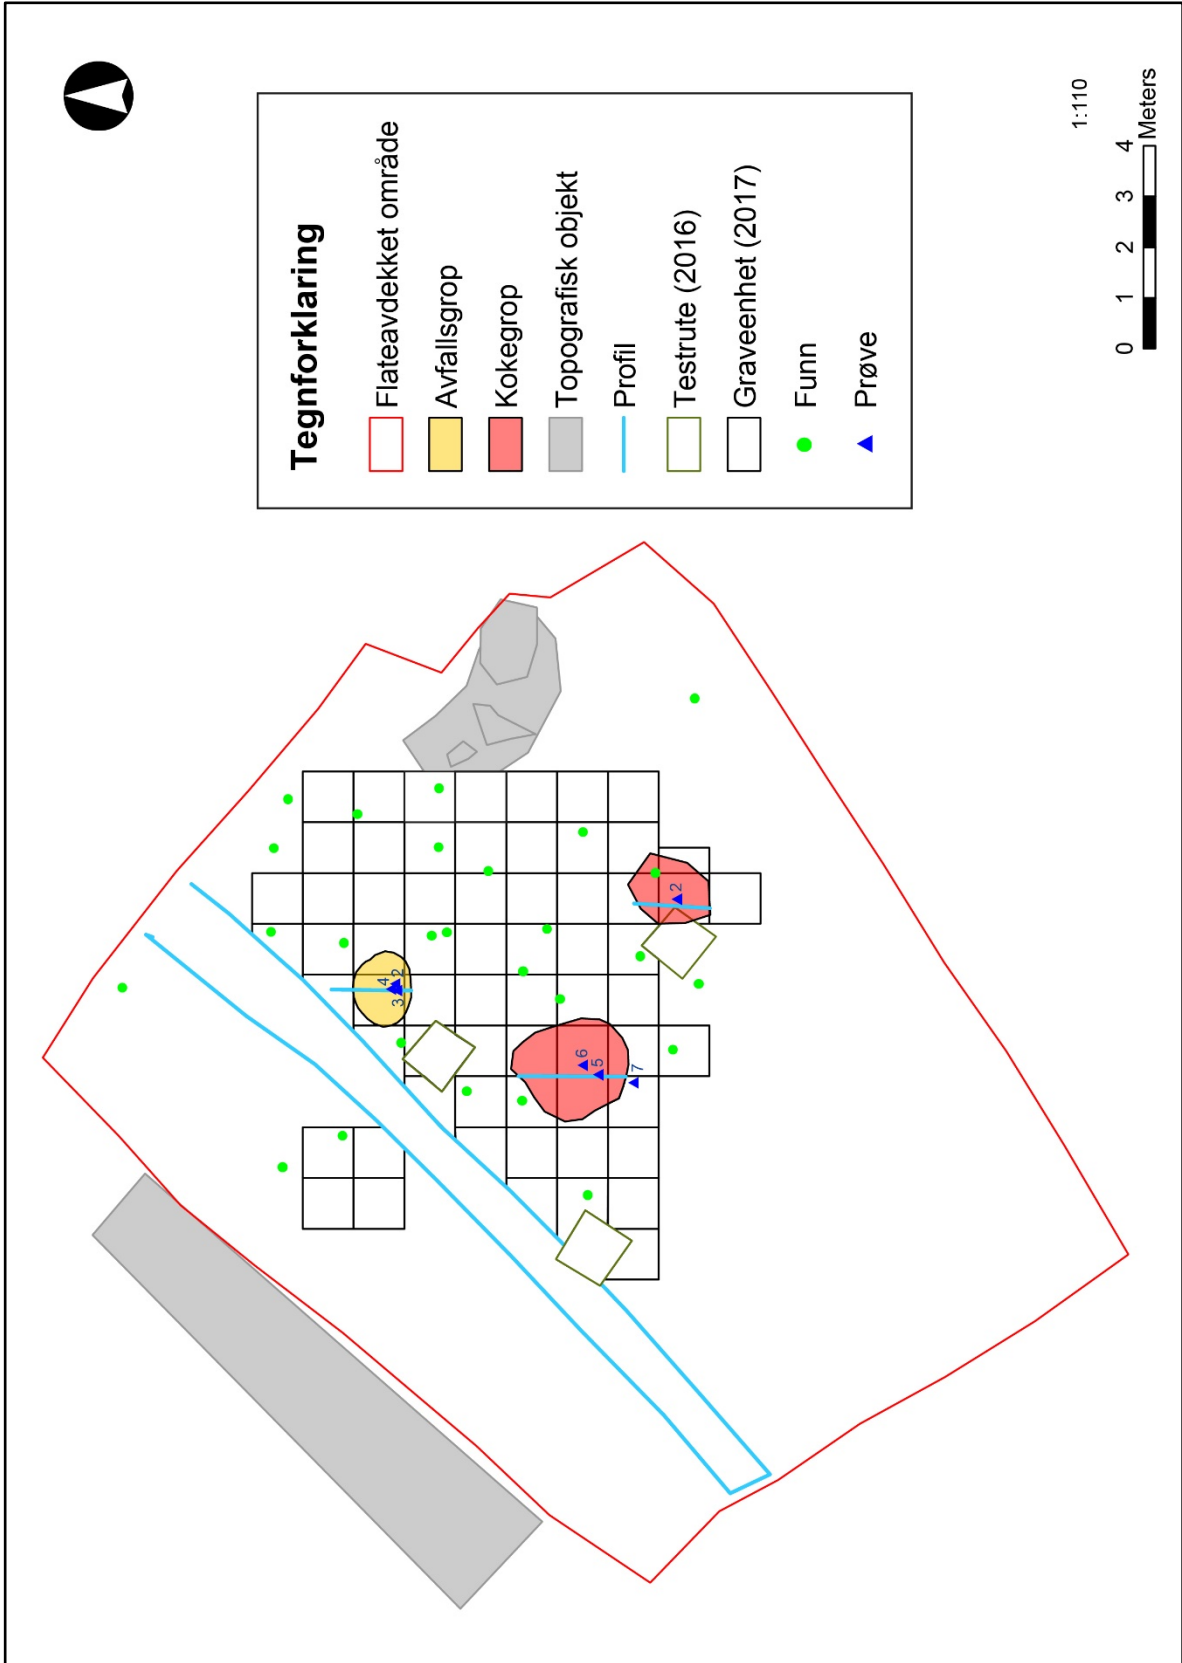 Tegnforklaring
Flateavdekket område
Avfallsgrop
Kokegrop
Topografisk objekt
Profil
Testrute (2016)
Graveenhet (2017)
Funn
Prøve
1:110
0 1 2 3 4
Meters
4
2
3
6
5
7
2